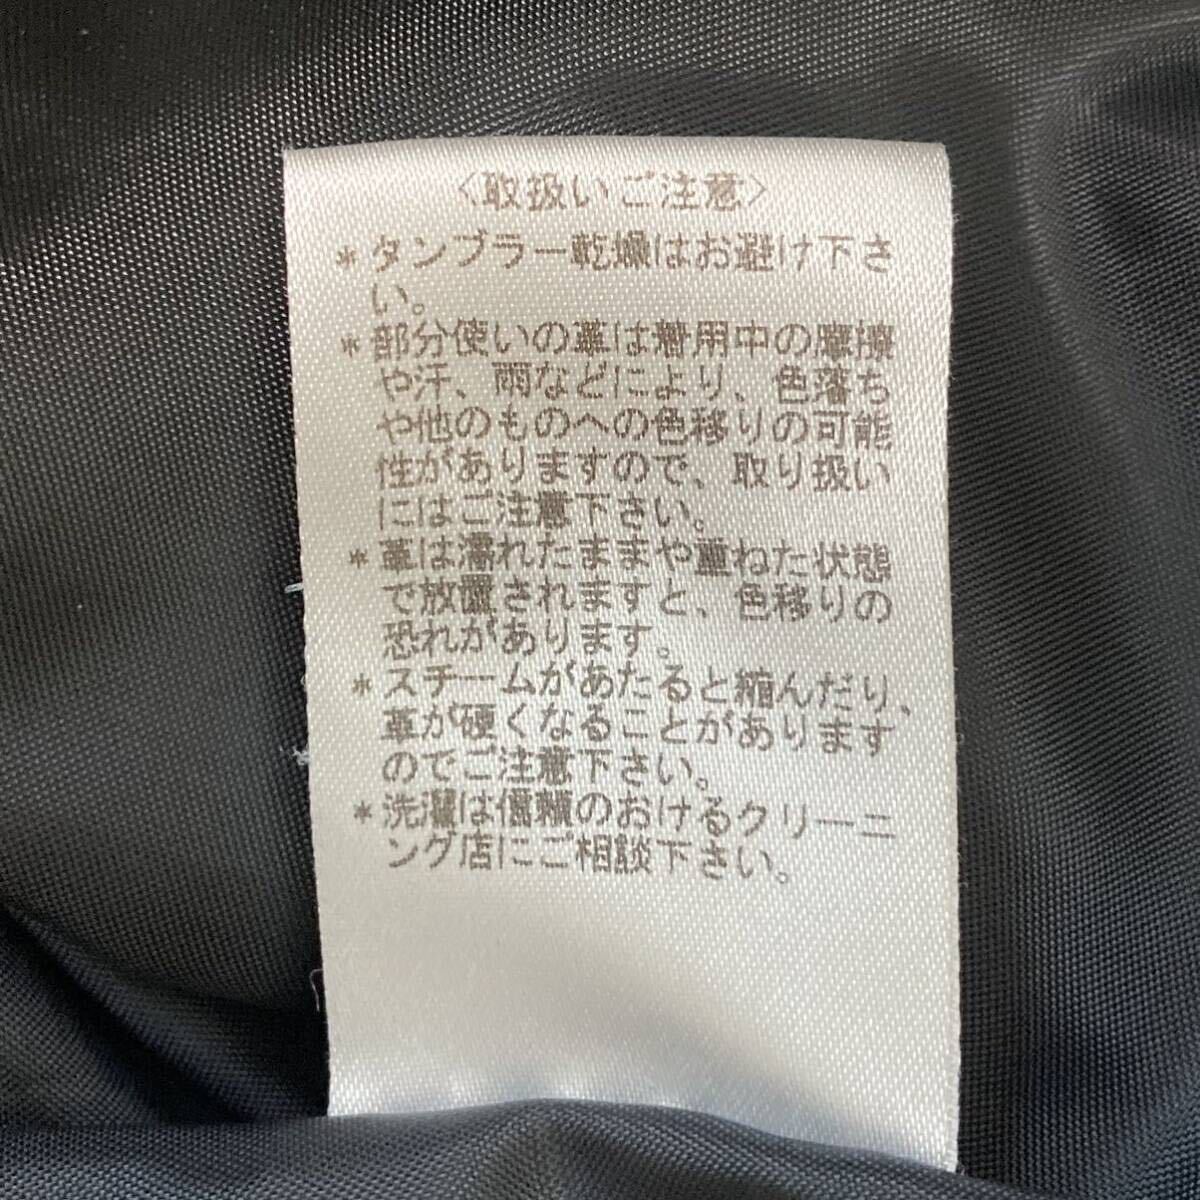 〈取扱いご注意〉
＊タンブラー乾燥はお避け下さ
い。
＊部分使いの革は着用中の摩擦
や汗、雨などにより、色落ち
や他のものへの色移りの可能
性がありますので、取り扱い
にはご注意下さい。
＊革は濡れたままや重ねた状態
で放置されますと、色移りの
恐れがあります。
＊スチームがあたると縮んだり、
革が硬くなることがあります
のでご注意下さい。
＊洗濯は信頼のおけるクリーニ
ング店にご相談下さい。